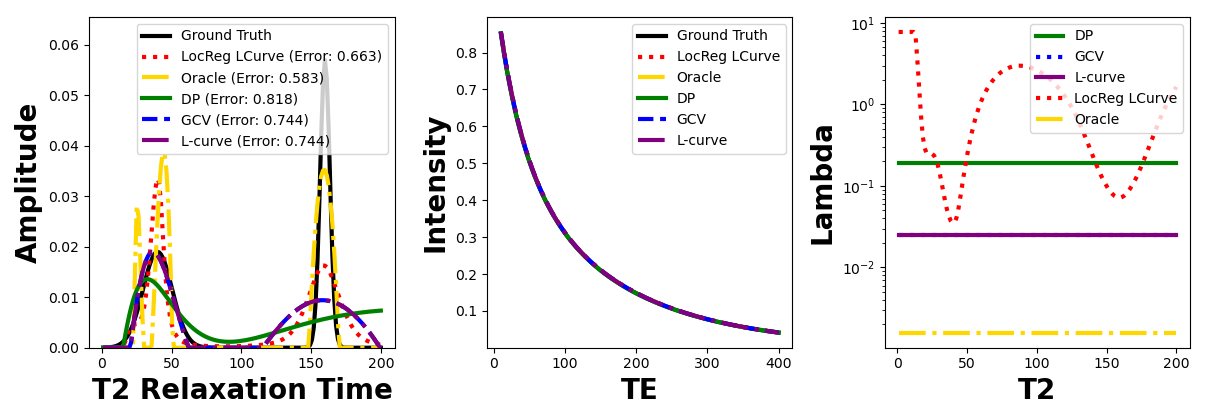 Amplitude
0.06
0.05
0.04
0.03
0.02
0.01
0.00
0
50
100
150
200
T2 Relaxation Time
Ground Truth
LocReg LCurve (Error: 0.663)
Oracle (Error: 0.583)
DP (Error: 0.818)
GCV (Error: 0.744)
L-curve (Error: 0.744)
Intensity
0.8
0.7
0.6
0.5
0.4
0.3
0.2
0.1
0
100
200
300
400
TE
Ground Truth
LocReg LCurve
Oracle
DP
GCV
L-curve
Lambda
10¹
10⁰
10⁻¹
10⁻²
0
50
100
150
200
T2
DP
GCV
L-curve
LocReg LCurve
Oracle